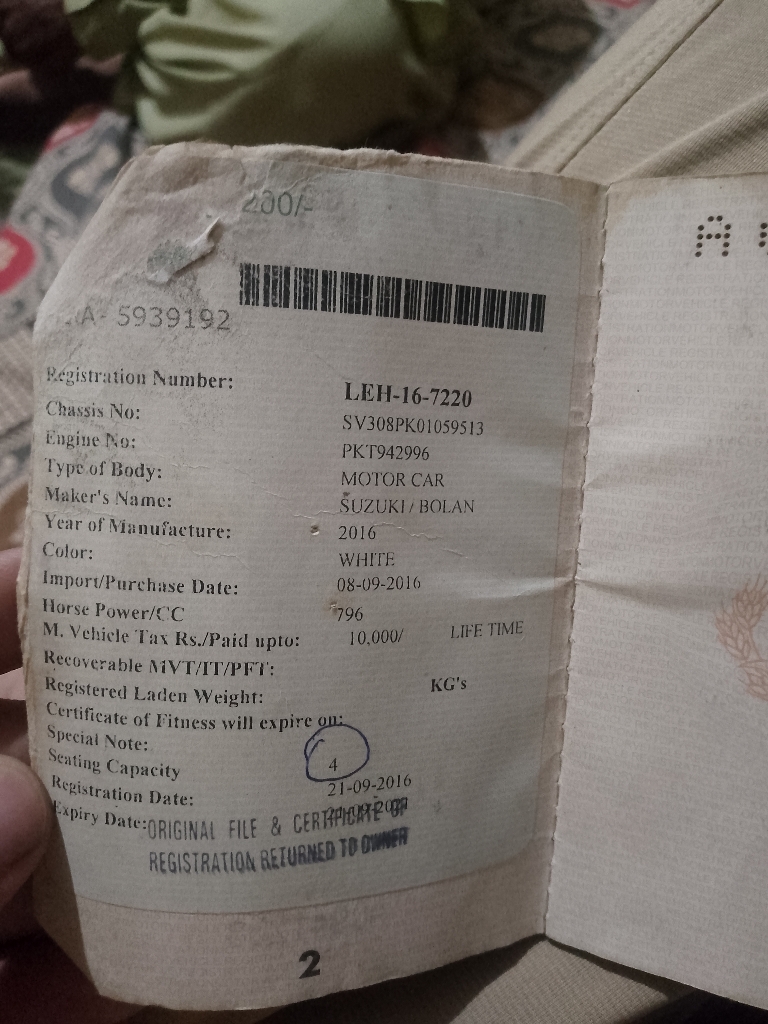 200/-
A- 5939192
Registration Number: LEH-16-7220
Chassis No: SV308PK01059513
Engine No: PKT942996
Type of Body: MOTOR CAR
Maker's Name: SUZUKI / BOLAN
Year of Manufacture: 2016
Color: WHITE
Import/Purchase Date: 08-09-2016
Horse Power/CC 796
M. Vehicle Tax Rs./Paid upto: 10,000/ LIFE TIME
Recoverable MVT/IT/PFT:
Registered Laden Weight: KG's
Certificate of Fitness will expire on:
Special Note:
Seating Capacity 4
Registration Date: 21-09-2016
Expiry Date:
ORIGINAL FILE & CERTIFICATE OF
REGISTRATION RETURNED TO OWNER
2
A